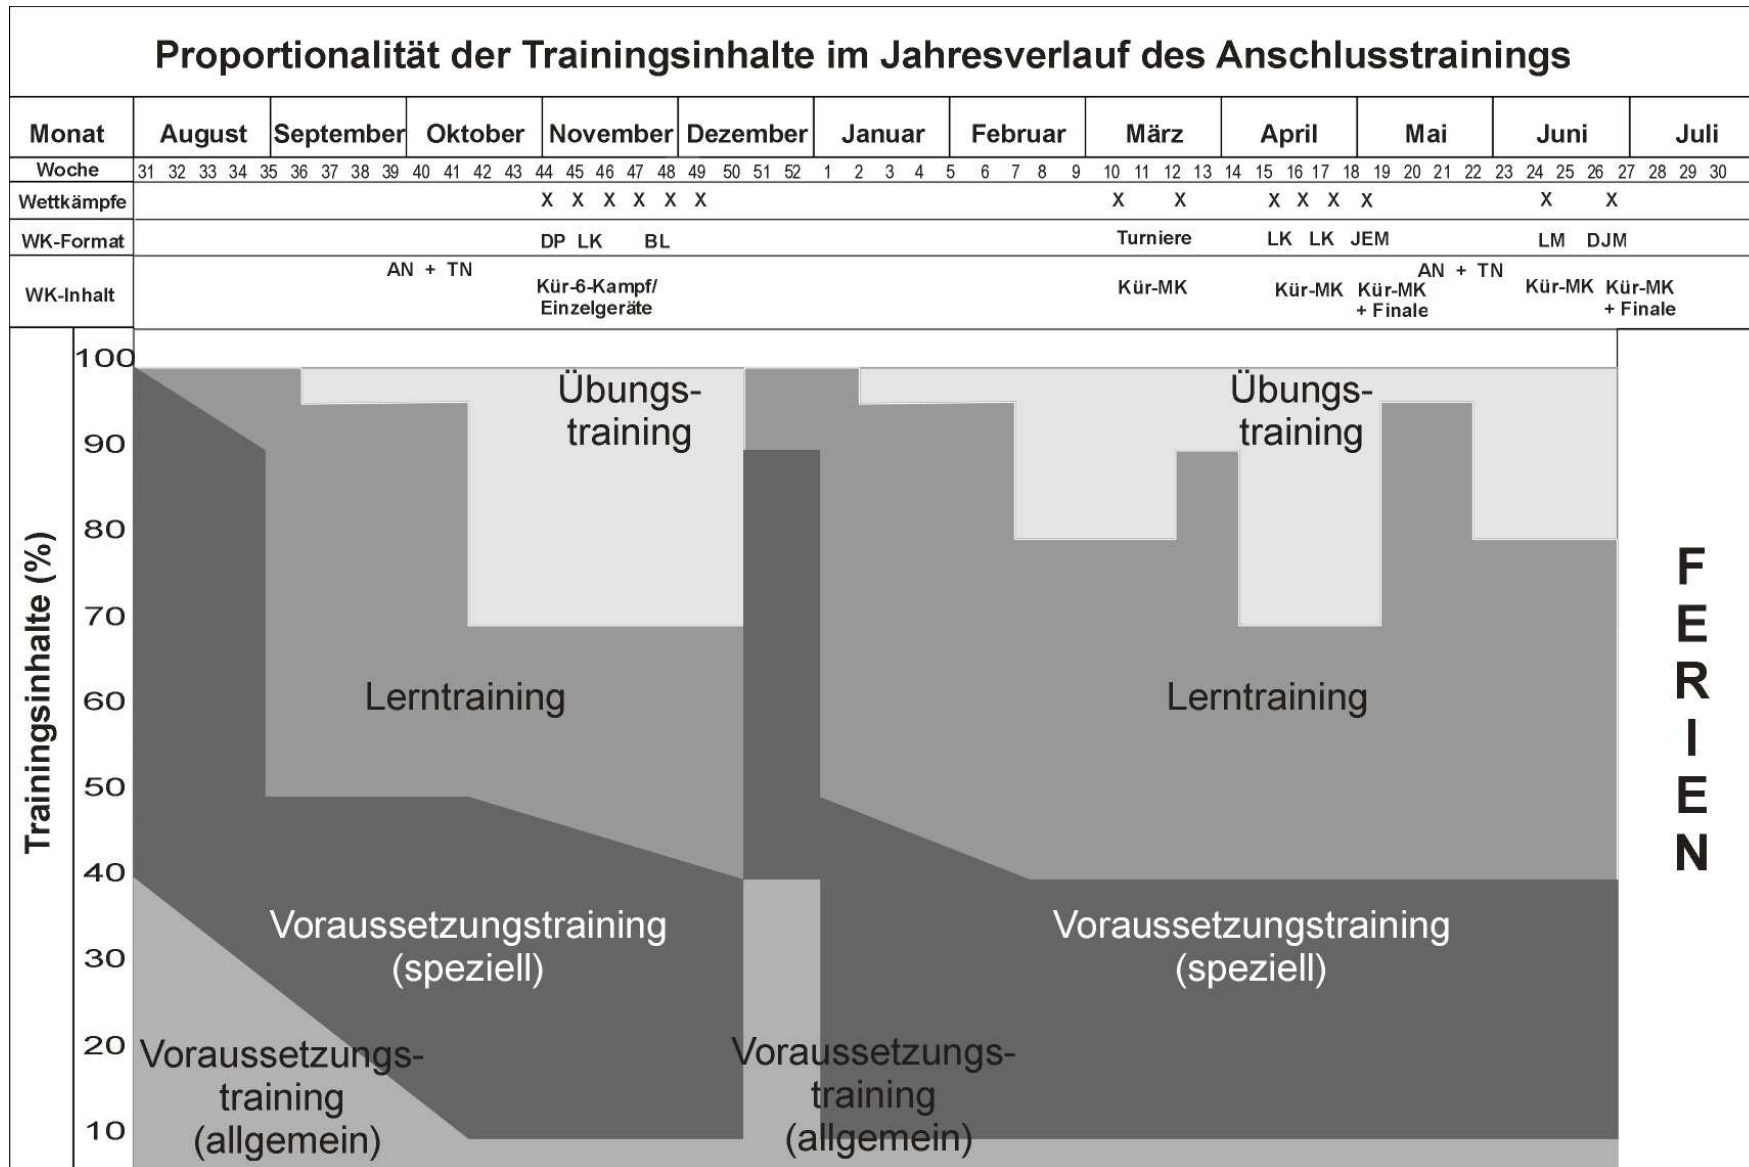 Proportionalität der Trainingsinhalte im Jahresverlauf des Anschlusstrainings
Monat August September Oktober November Dezember Januar Februar März April Mai Juni Juli
Woche 31 32 33 34 35 36 37 38 39 40 41 42 43 44 45 46 47 48 49 50 51 52 1 2 3 4 5 6 7 8 9 10 11 12 13 14 15 16 17 18 19 20 21 22 23 24 25 26 27 28 29 30
Wettkämpfe X X X X X X X X X X X X X X
WK-Format DP LK BL Turniere LK LK JEM LM DJM
WK-Inhalt
AN + TN
Kür-6-Kampf/
Einzelgeräte
Kür-MK
Kür-MK
Kür-MK
+ Finale
AN + TN
Kür-MK
Kür-MK
+ Finale
Trainingsinhalte (%)
100
90
80
70
60
50
40
30
20
10
Übungs-
training
Übungs-
training
Lerntraining
Lerntraining
Voraussetzungstraining
(speziell)
Voraussetzungstraining
(speziell)
Voraussetzungs-
training
(allgemein)
Voraussetzungs-
training
(allgemein)
FERIEN